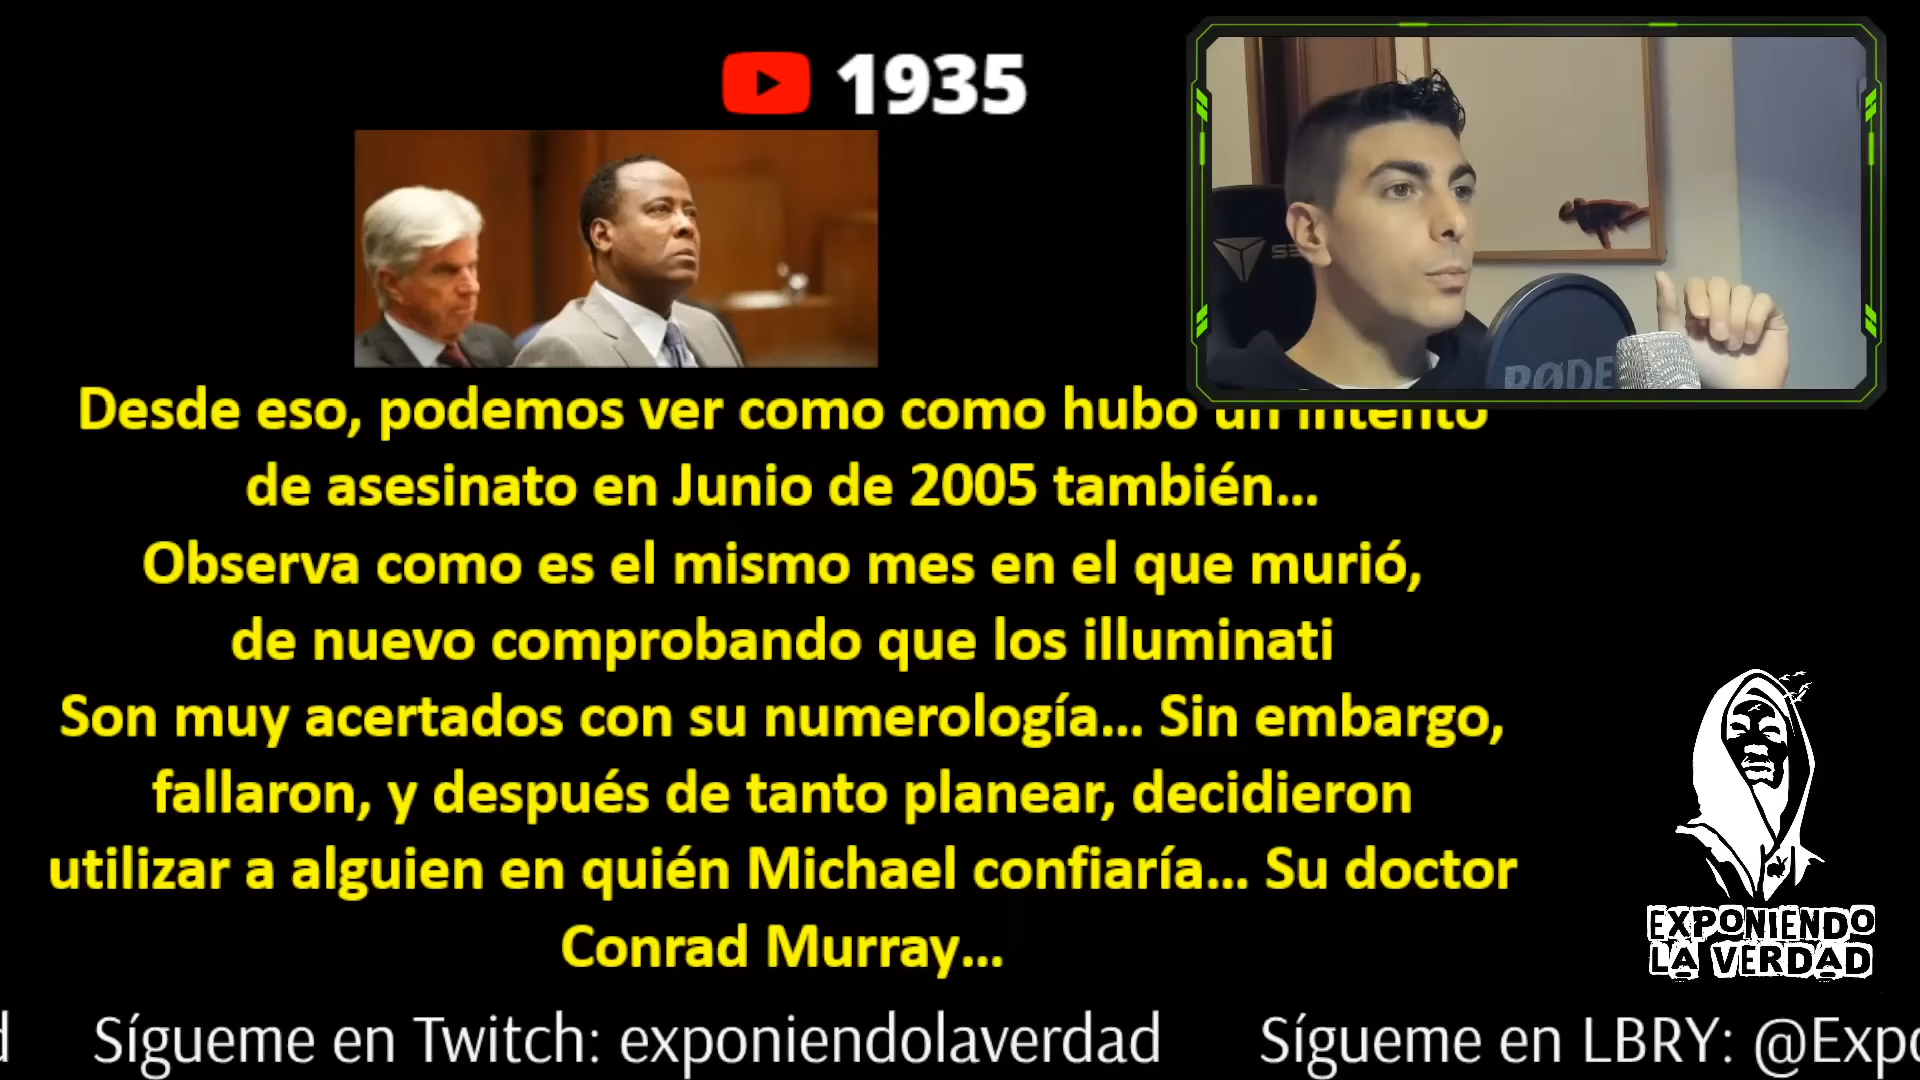 1935
Desde eso, podemos ver como como hubo un intento
de asesinato en Junio de 2005 también...
Observa como es el mismo mes en el que murió,
de nuevo comprobando que los illuminati
Son muy acertados con su numerología... Sin embargo,
fallaron, y después de tanto planear, decidieron
utilizar a alguien en quién Michael confiaría... Su doctor
Conrad Murray...
RØDE
EXPONIENDO
LA VERDAD
d Sígueme en Twitch: exponiendolaverdad Sígueme en LBRY: @Expo